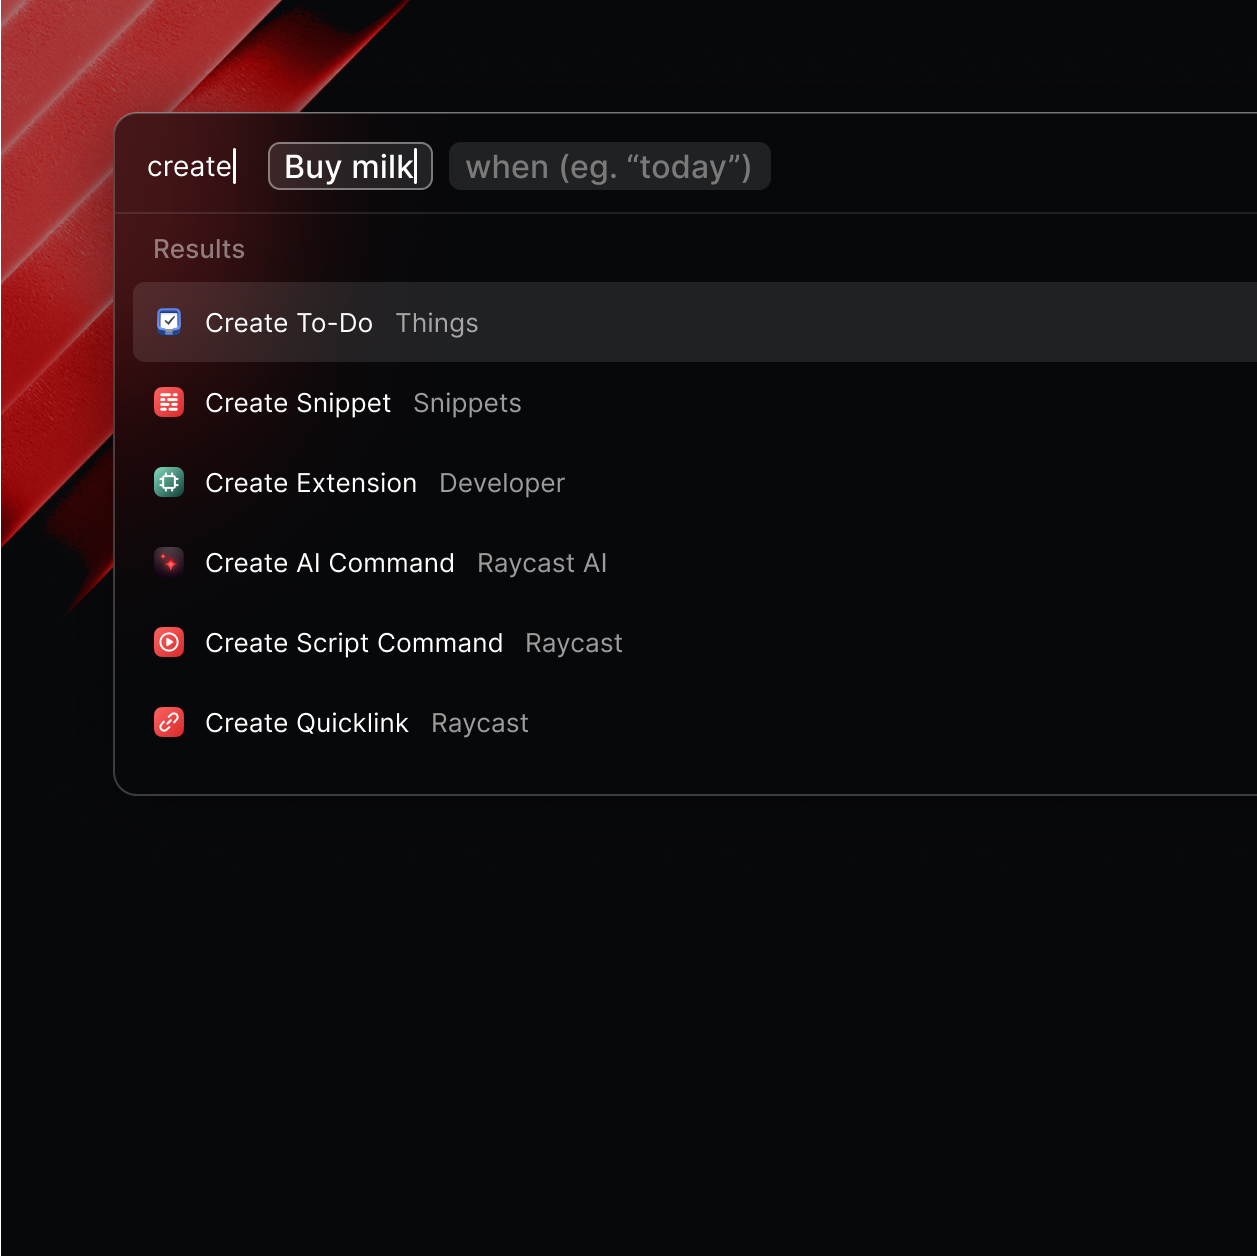 create Buy milk when (eg. “today”)
Results
Create To-Do Things
Create Snippet Snippets
Create Extension Developer
Create AI Command Raycast AI
Create Script Command Raycast
Create Quicklink Raycast